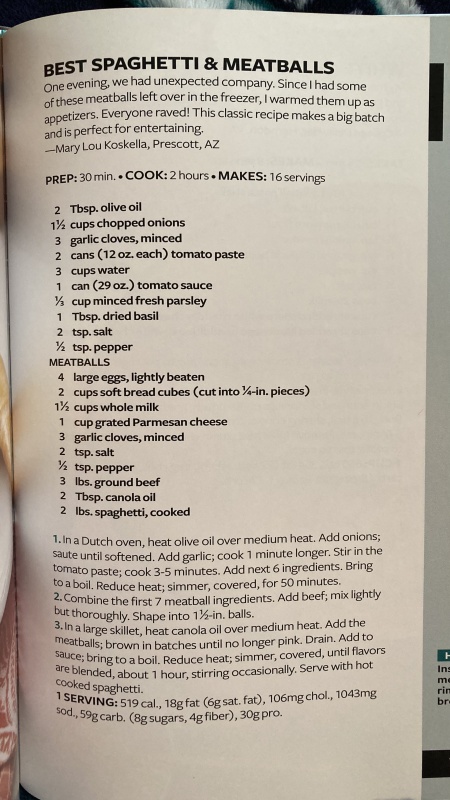 BEST SPAGHETTI & MEATBALLS
One evening, we had unexpected company. Since I had some
of these meatballs left over in the freezer, I warmed them up as
appetizers. Everyone raved! This classic recipe makes a big batch
and is perfect for entertaining.
—Mary Lou Koskella, Prescott, AZ
PREP: 30 min. • COOK: 2 hours • MAKES: 16 servings
2 Tbsp. olive oil
1½ cups chopped onions
3 garlic cloves, minced
2 cans (12 oz. each) tomato paste
3 cups water
1 can (29 oz.) tomato sauce
⅓ cup minced fresh parsley
1 Tbsp. dried basil
2 tsp. salt
½ tsp. pepper
MEATBALLS
4 large eggs, lightly beaten
2 cups soft bread cubes (cut into ¼-in. pieces)
1½ cups whole milk
1 cup grated Parmesan cheese
3 garlic cloves, minced
2 tsp. salt
½ tsp. pepper
3 lbs. ground beef
2 Tbsp. canola oil
2 lbs. spaghetti, cooked
1. In a Dutch oven, heat olive oil over medium heat. Add onions;
saute until softened. Add garlic; cook 1 minute longer. Stir in the
tomato paste; cook 3-5 minutes. Add next 6 ingredients. Bring
to a boil. Reduce heat; simmer, covered, for 50 minutes.
2. Combine the first 7 meatball ingredients. Add beef; mix lightly
but thoroughly. Shape into 1½-in. balls.
3. In a large skillet, heat canola oil over medium heat. Add the
meatballs; brown in batches until no longer pink. Drain. Add to
sauce; bring to a boil. Reduce heat; simmer, covered, until flavors
are blended, about 1 hour, stirring occasionally. Serve with hot
cooked spaghetti.
1 SERVING: 519 cal., 18g fat (6g sat. fat), 106mg chol., 1043mg
sod., 59g carb. (8g sugars, 4g fiber), 30g pro.